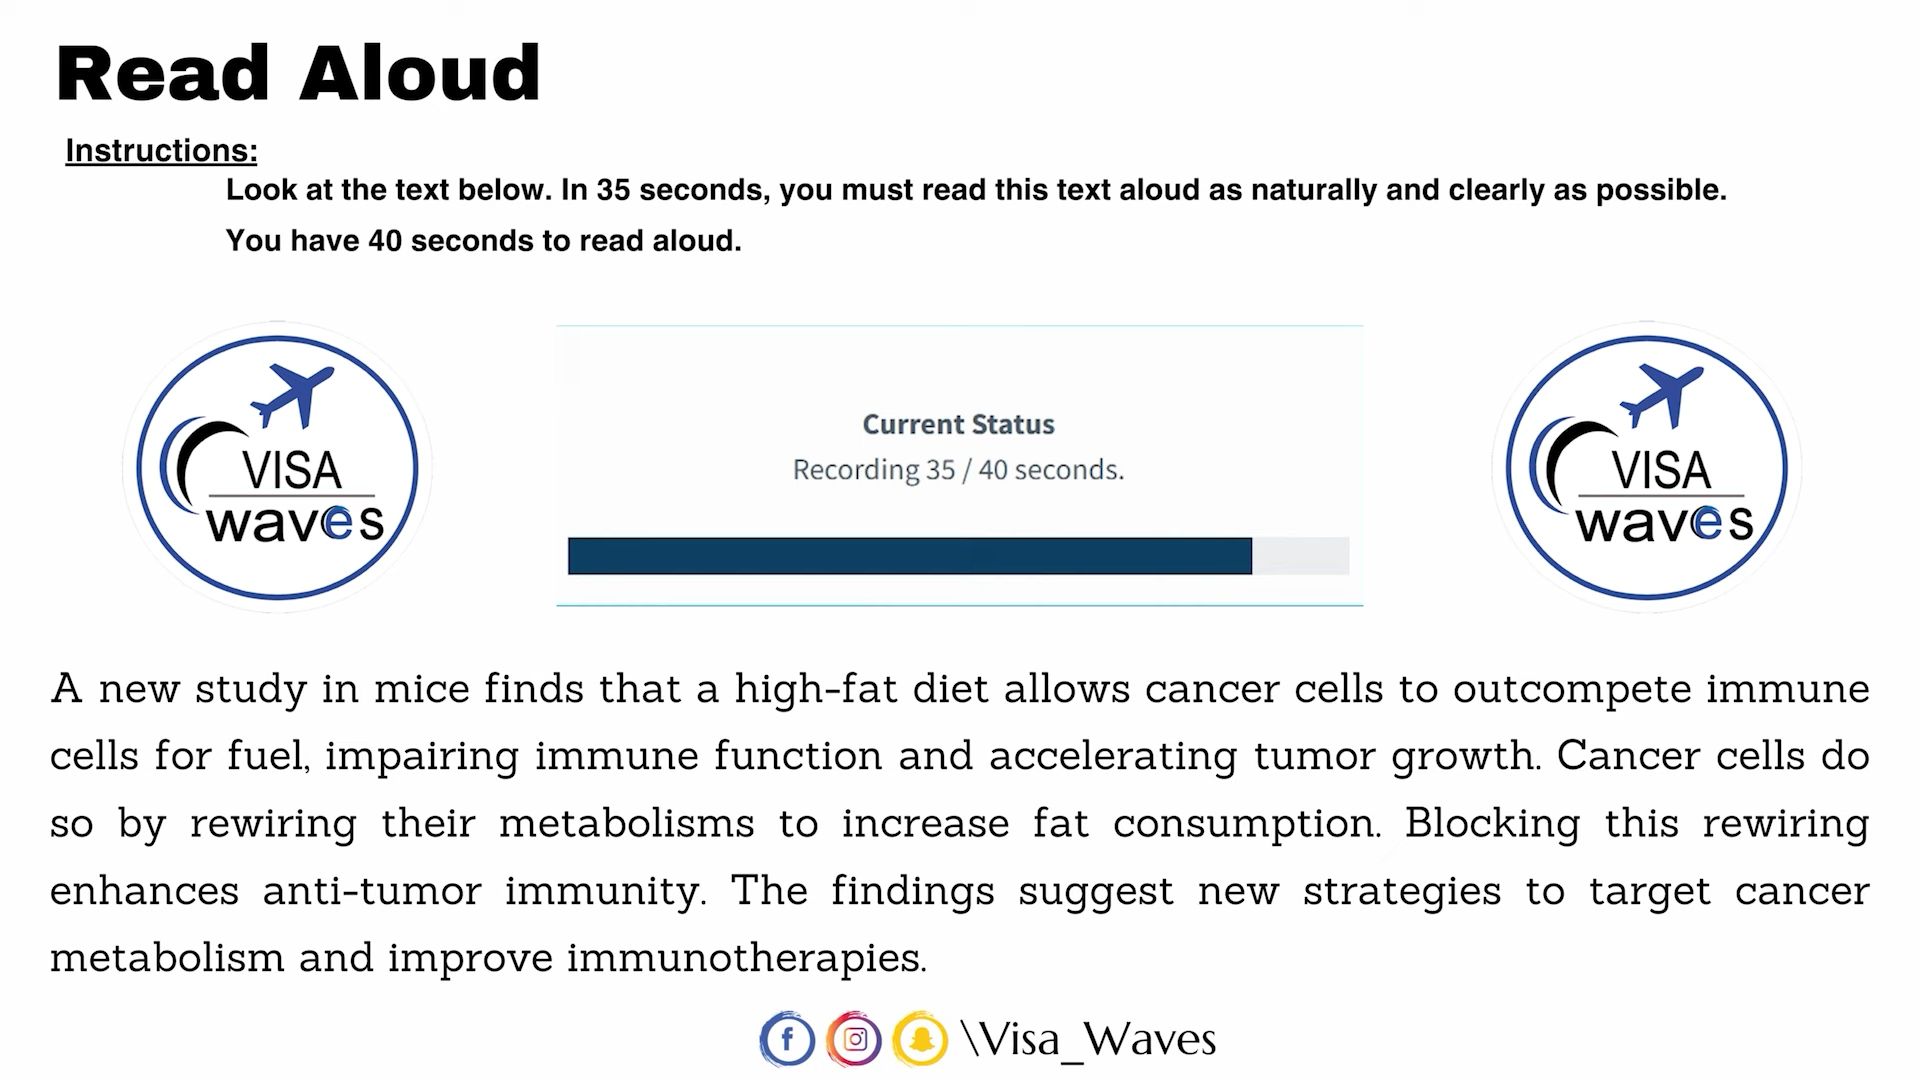 Read Aloud
Instructions:
Look at the text below. In 35 seconds, you must read this text aloud as naturally and clearly as possible.
You have 40 seconds to read aloud.
VISA
waves
Current Status
Recording 35 / 40 seconds.
VISA
waves
A new study in mice finds that a high-fat diet allows cancer cells to outcompete immune
cells for fuel, impairing immune function and accelerating tumor growth. Cancer cells do
so by rewiring their metabolisms to increase fat consumption. Blocking this rewiring
enhances anti-tumor immunity. The findings suggest new strategies to target cancer
metabolism and improve immunotherapies.
\Visa_Waves